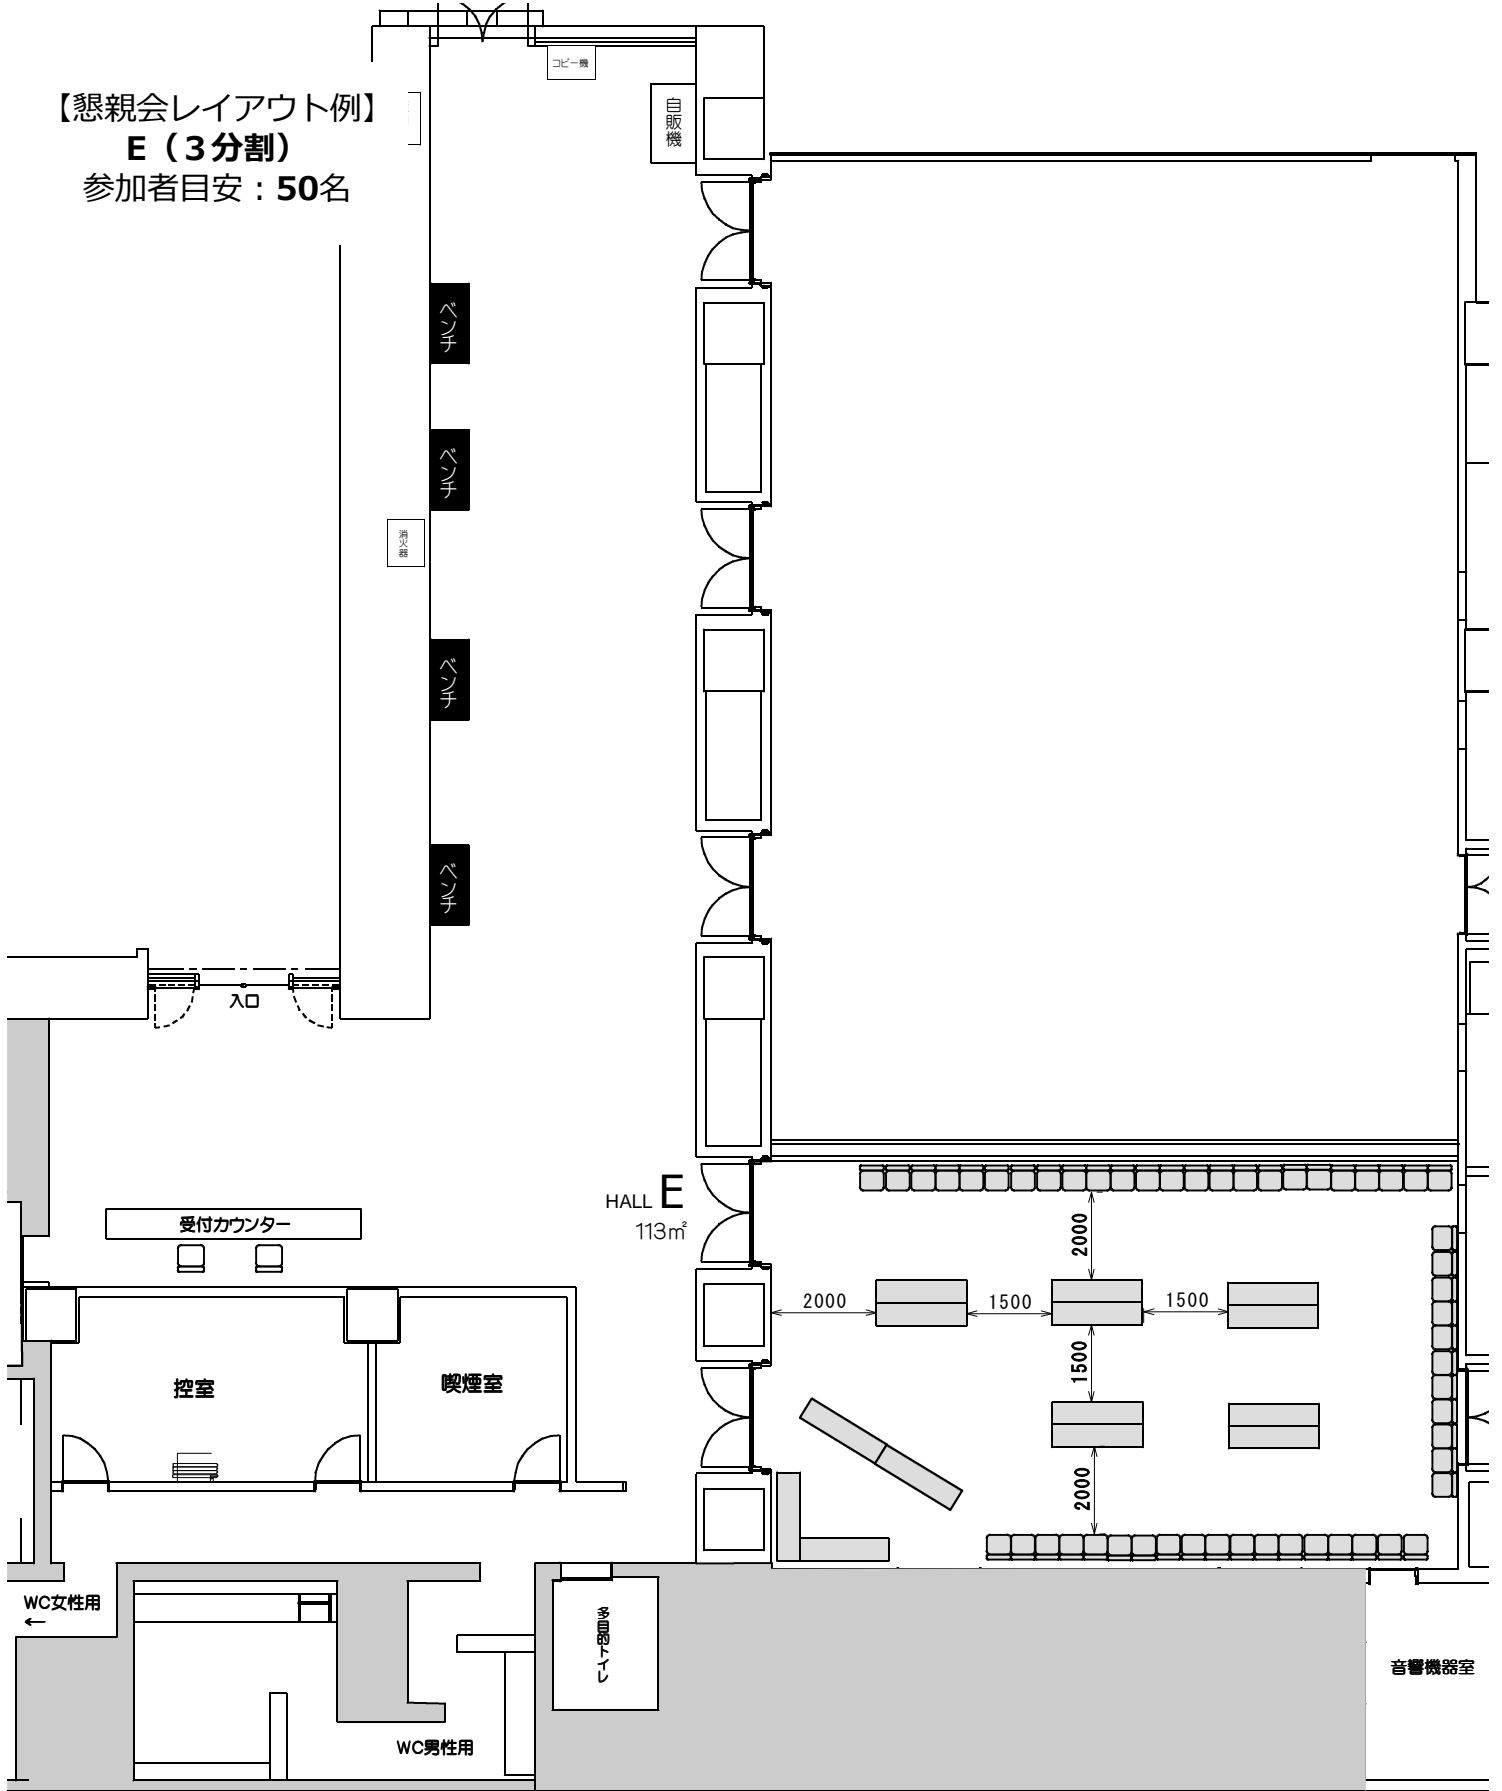 【懇親会レイアウト例】
E（３分割）
参加者目安：50名
コピー機
自販機
ベンチ
ベンチ
消火器
ベンチ
ベンチ
入口
HALL E
113㎡
受付カウンター
2000
2000
1500
1500
1500
2000
控室
喫煙室
WC女性用
←
多目的トイレ
音響機器室
WC男性用